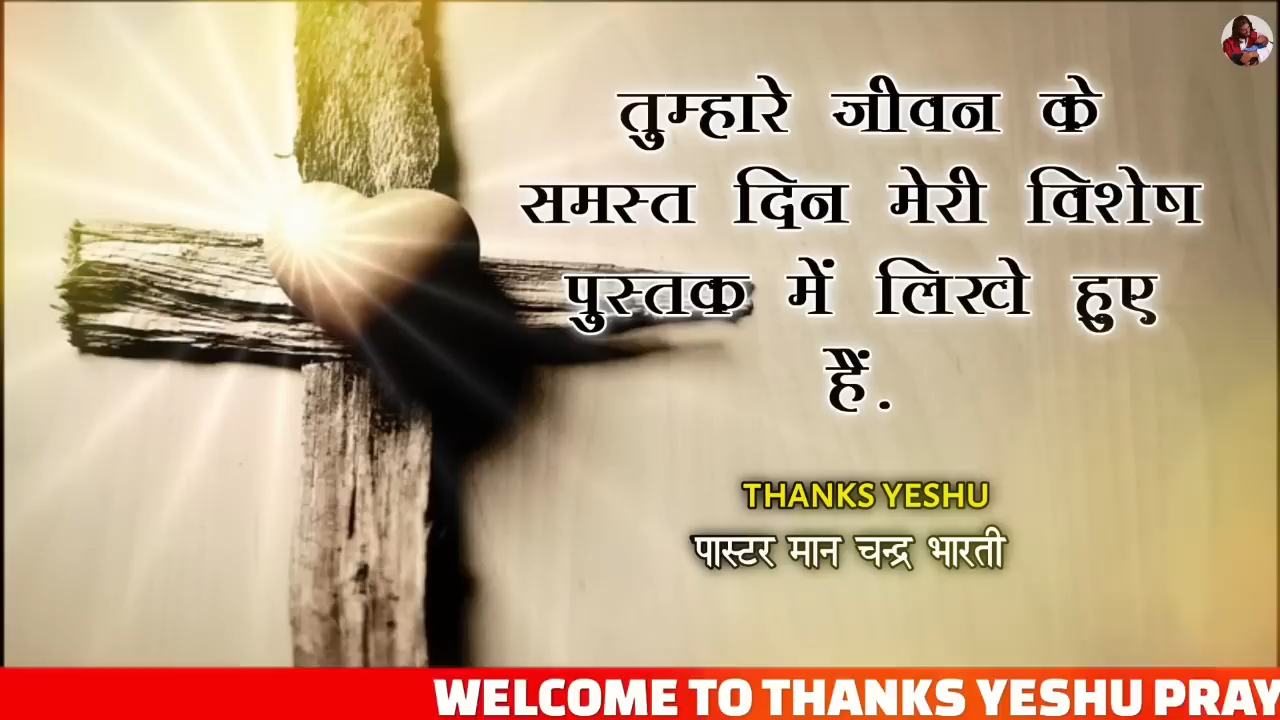 तुम्हारे जीवन के
समस्त दिन मेरी विशेष
पुस्तक में लिखे हुए
हैं.
THANKS YESHU
पास्टर मान चन्द्र भारती
WELCOME TO THANKS YESHU PRAY